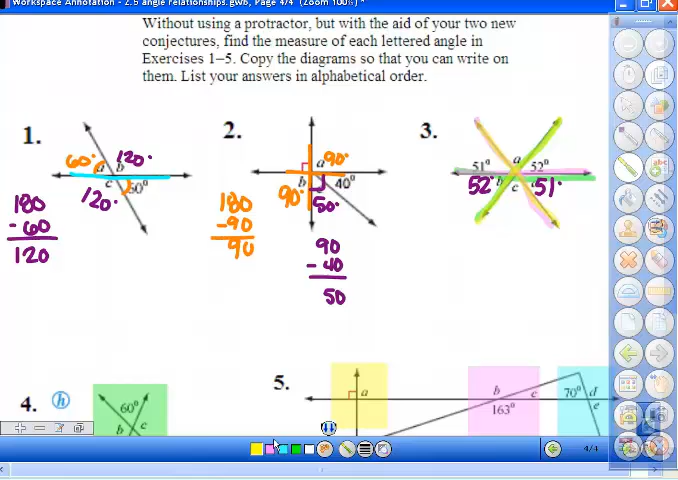 Workspace Annotation - 2.5 angle relationships.gwb, Page 4/4 (Zoom 100%) *
Without using a protractor, but with the aid of your two new
conjectures, find the measure of each lettered angle in
Exercises 1–5. Copy the diagrams so that you can write on
them. List your answers in alphabetical order.
1.
60°
a
b
120°
c
60°
120°
180
- 60
120
2.
a
90°
b
40°
90°
50°
180
-90
90
90
- 40
50
3.
51°
a
52°
52°
b
c
51°
4.
h
60°
b
c
5.
a
b
c
163°
70°
d
e
4/4